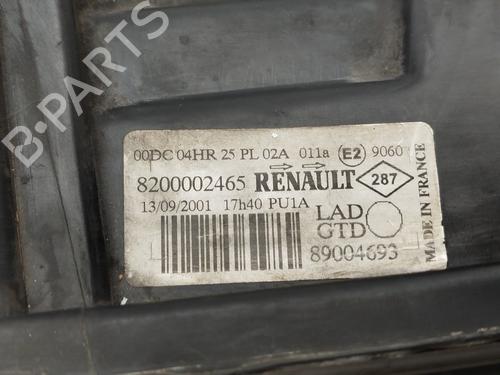 B-PARTS
00DC 04HR 25 PL 02A 011a E2 9060
8200002465 RENAULT 287
13/09/2001 17h40 PU1A
LAD
GTD
89004693
MADE IN FRANCE